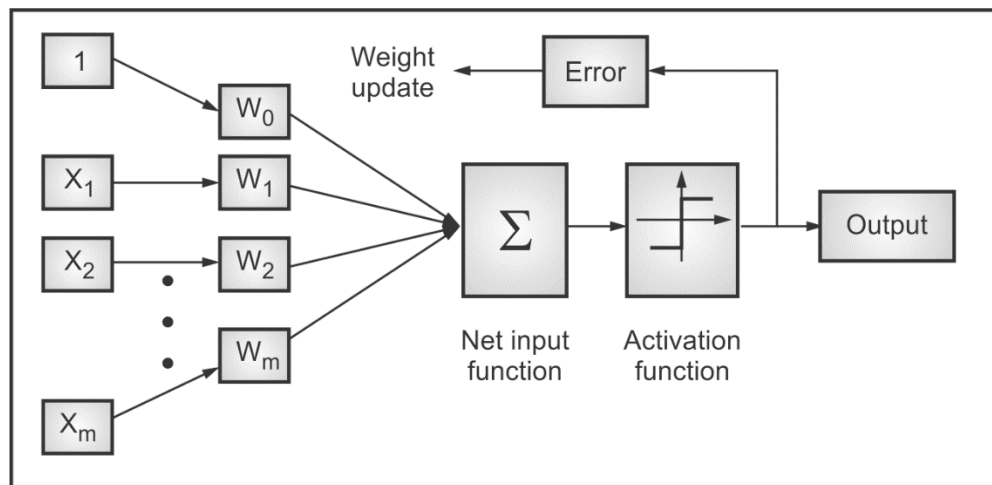 1
W₀
X₁
W₁
X₂
W₂
Wₘ
Xₘ
Weight
update
Error
Σ
Output
Net input
function
Activation
function